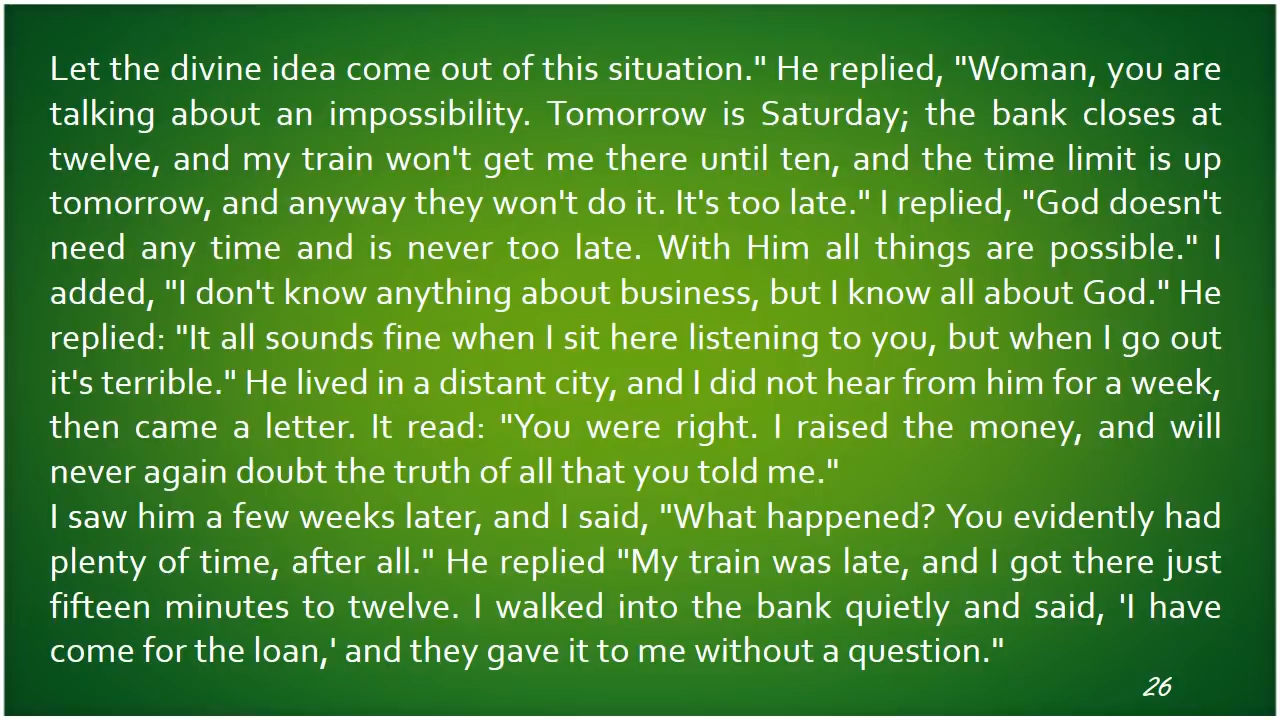 Let the divine idea come out of this situation." He replied, "Woman, you are
talking about an impossibility. Tomorrow is Saturday; the bank closes at
twelve, and my train won't get me there until ten, and the time limit is up
tomorrow, and anyway they won't do it. It's too late." I replied, "God doesn't
need any time and is never too late. With Him all things are possible." I
added, "I don't know anything about business, but I know all about God." He
replied: "It all sounds fine when I sit here listening to you, but when I go out
it's terrible." He lived in a distant city, and I did not hear from him for a week,
then came a letter. It read: "You were right. I raised the money, and will
never again doubt the truth of all that you told me."
I saw him a few weeks later, and I said, "What happened? You evidently had
plenty of time, after all." He replied "My train was late, and I got there just
fifteen minutes to twelve. I walked into the bank quietly and said, 'I have
come for the loan,' and they gave it to me without a question."
26